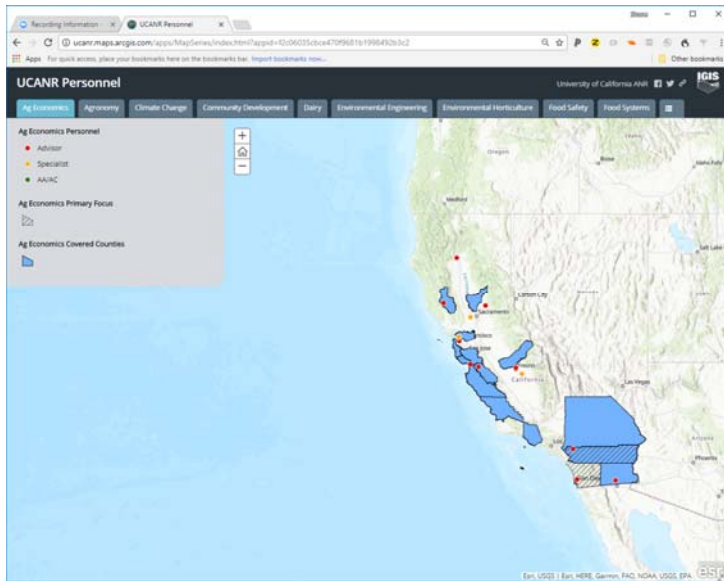 Recording Information -
UCANR Personnel
ucanr.maps.arcgis.com/apps/MapSeries/index.html?appid=f2c06035cbce470f9681b1998492b3c2
Apps For quick access, place your bookmarks here on the bookmarks bar. Import bookmarks now...
Other bookmarks
UCANR Personnel
University of California ANR
IGIS
Ag Economics Agronomy Climate Change Community Development Dairy Environmental Engineering Environmental Horticulture Food Safety Food Systems
Ag Economics Personnel
Advisor
Specialist
AA/AC
Ag Economics Primary Focus
Ag Economics Covered Counties
+
−
Oregon
Boise
Idaho Falls
Medford
Salt Lake
Carson City
Sacramento
San Jose
California
Las Vegas
Arizona
Phoenix
Esri, USGS | Esri, HERE, Garmin, FAO, NOAA, USGS, EPA
esri